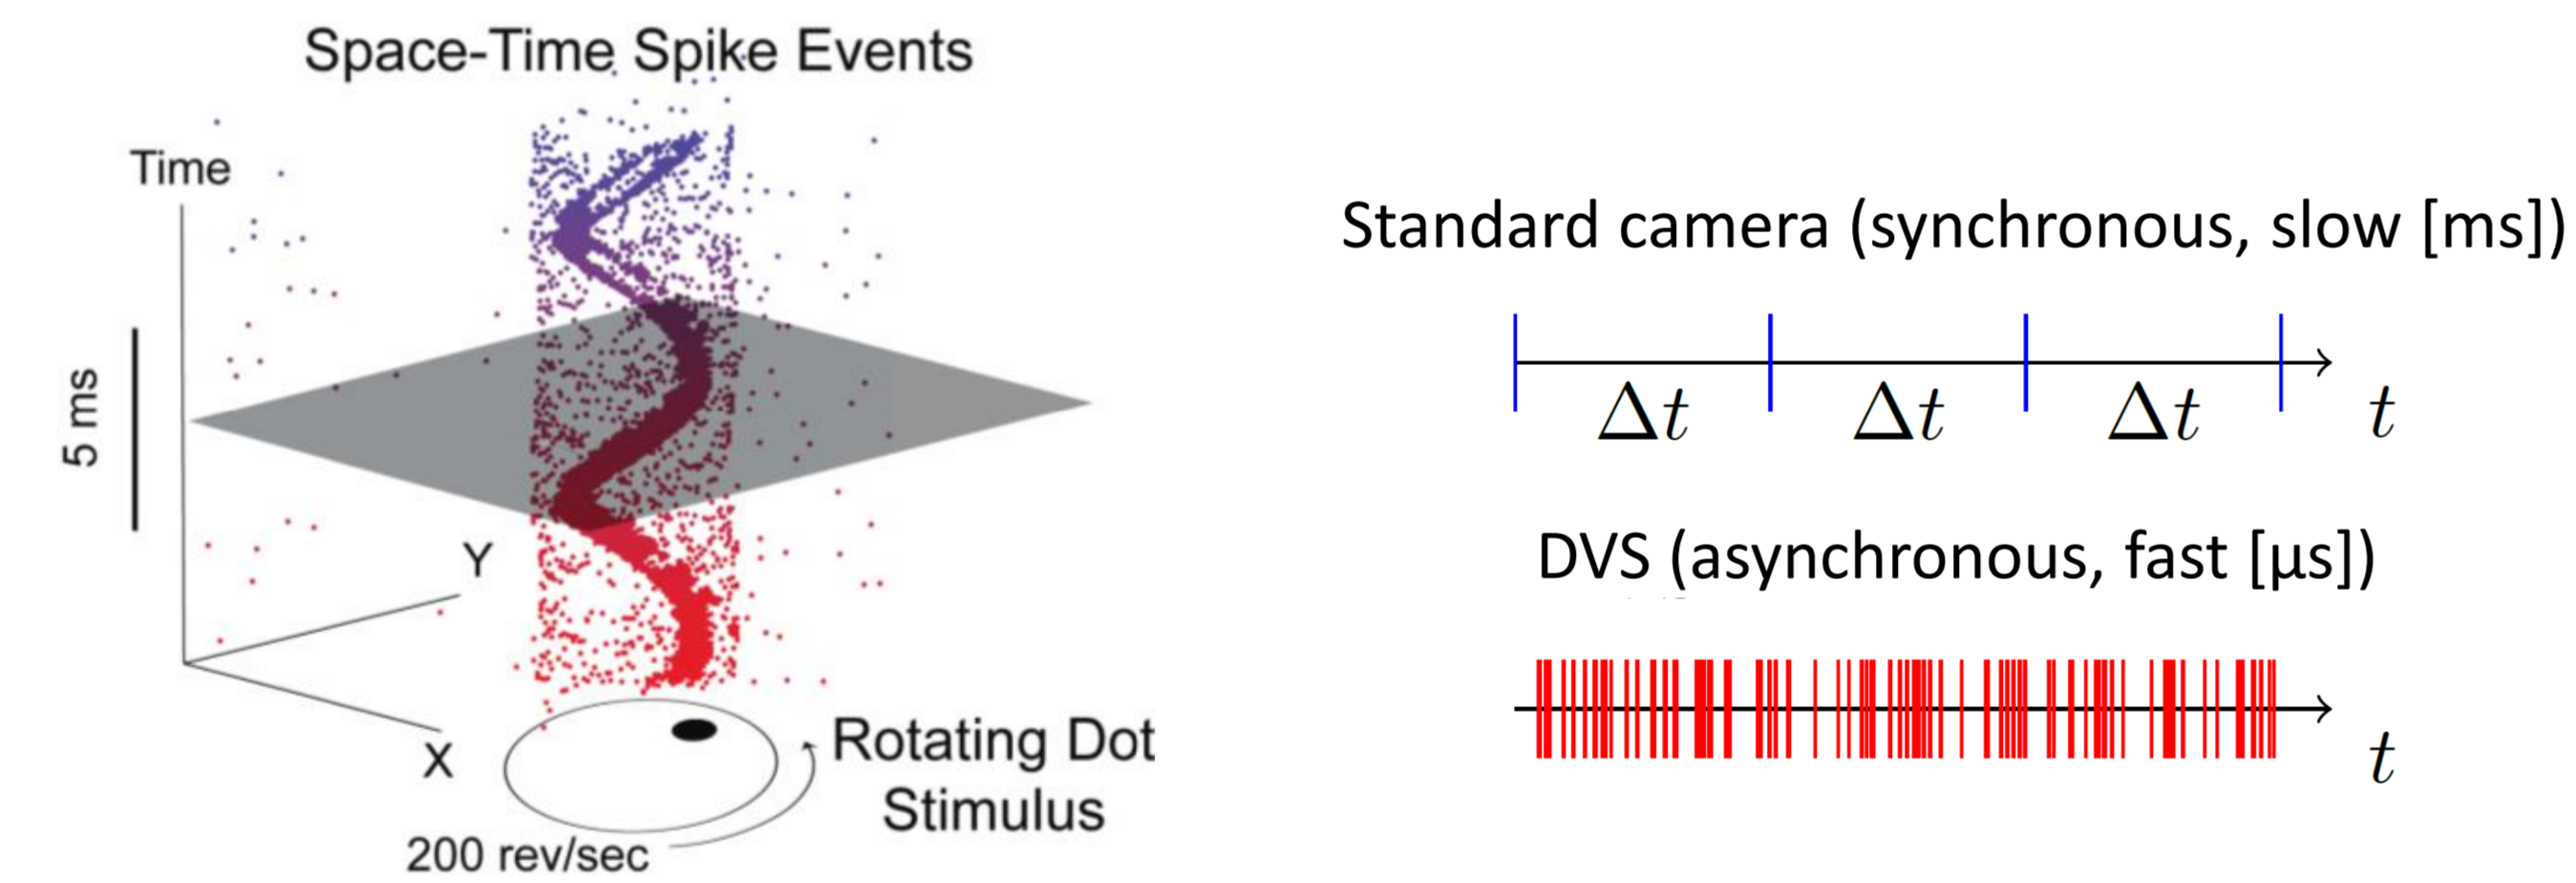 Space-Time Spike Events
Time
5 ms
Y
X
Rotating Dot
Stimulus
200 rev/sec
Standard camera (synchronous, slow [ms])
Δt Δt Δt t
DVS (asynchronous, fast [μs])
t